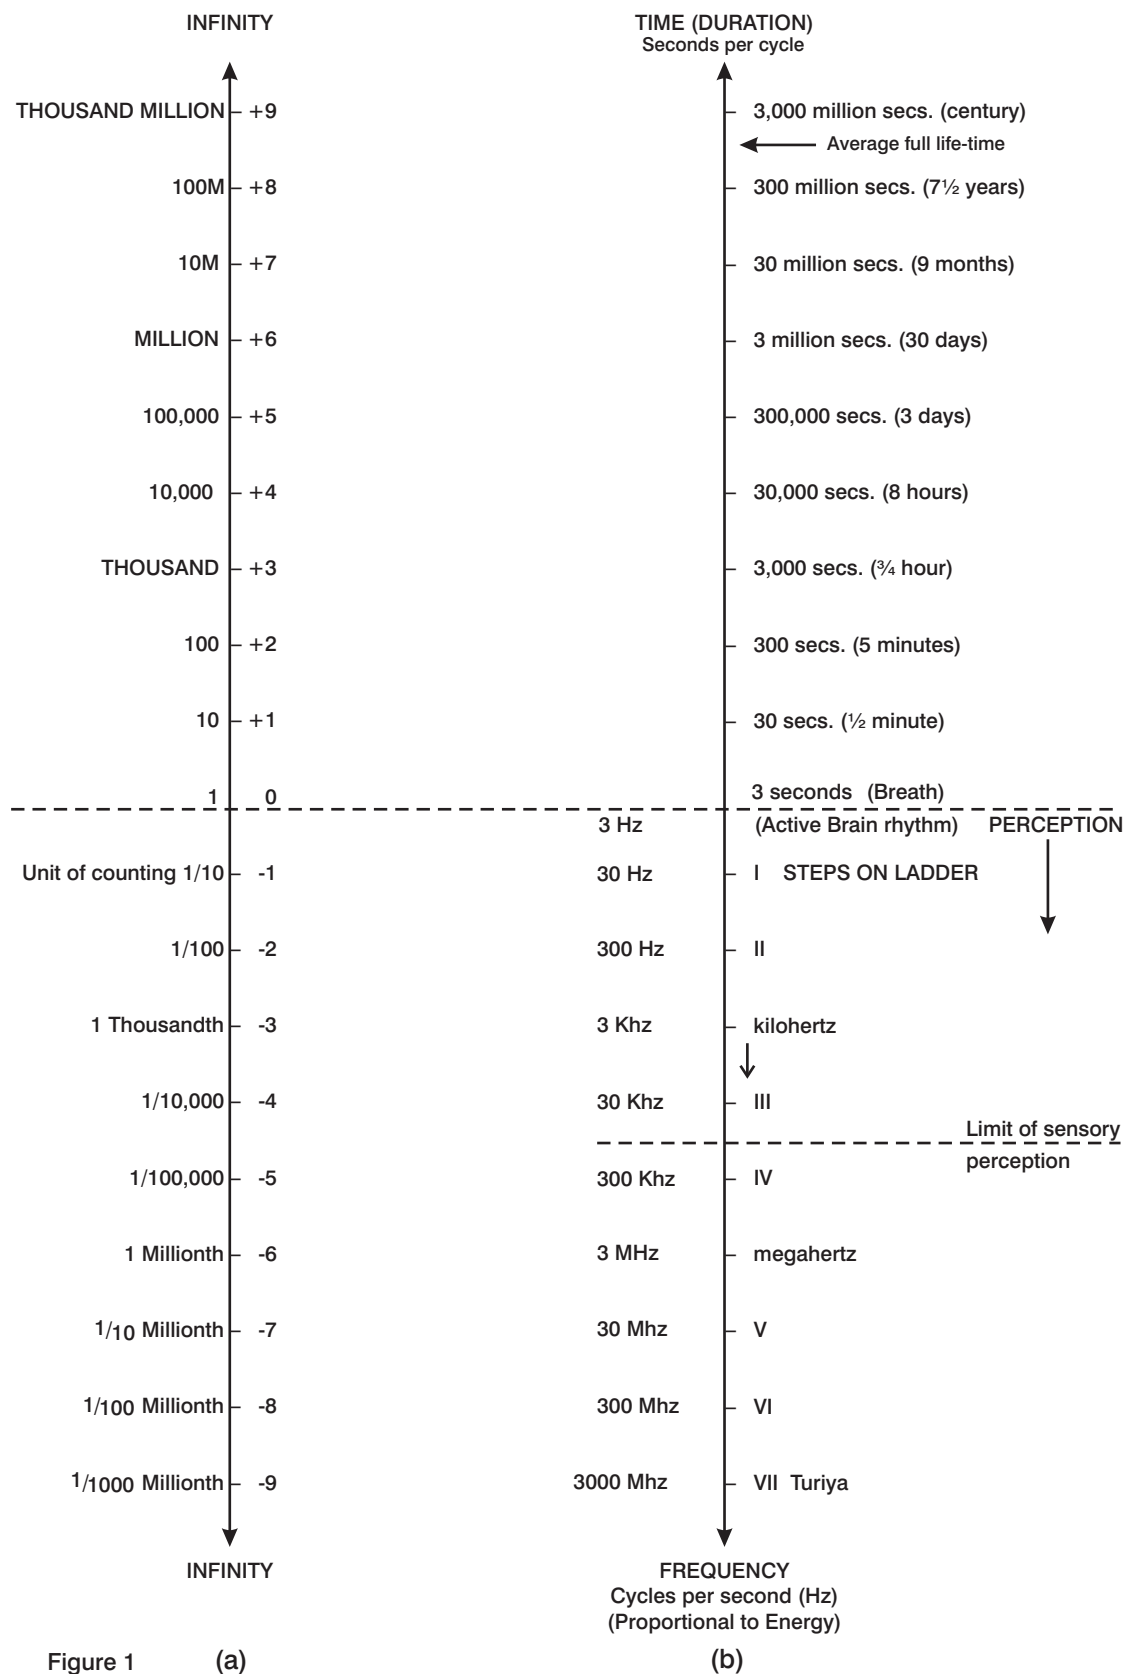 INFINITY TIME (DURATION)
Seconds per cycle
THOUSAND MILLION +9 3,000 million secs. (century)
Average full life-time
100M +8 300 million secs. (7½ years)
10M +7 30 million secs. (9 months)
MILLION +6 3 million secs. (30 days)
100,000 +5 300,000 secs. (3 days)
10,000 +4 30,000 secs. (8 hours)
THOUSAND +3 3,000 secs. (¾ hour)
100 +2 300 secs. (5 minutes)
10 +1 30 secs. (½ minute)
1 0 3 seconds (Breath)
3 Hz (Active Brain rhythm) PERCEPTION
Unit of counting 1/10 -1 30 Hz I STEPS ON LADDER
1/100 -2 300 Hz II
1 Thousandth -3 3 Khz kilohertz
1/10,000 -4 30 Khz III
Limit of sensory
perception
1/100,000 -5 300 Khz IV
1 Millionth -6 3 MHz megahertz
1/10 Millionth -7 30 Mhz V
1/100 Millionth -8 300 Mhz VI
1/1000 Millionth -9 3000 Mhz VII Turiya
INFINITY FREQUENCY
Cycles per second (Hz)
(Proportional to Energy)
Figure 1 (a) (b)